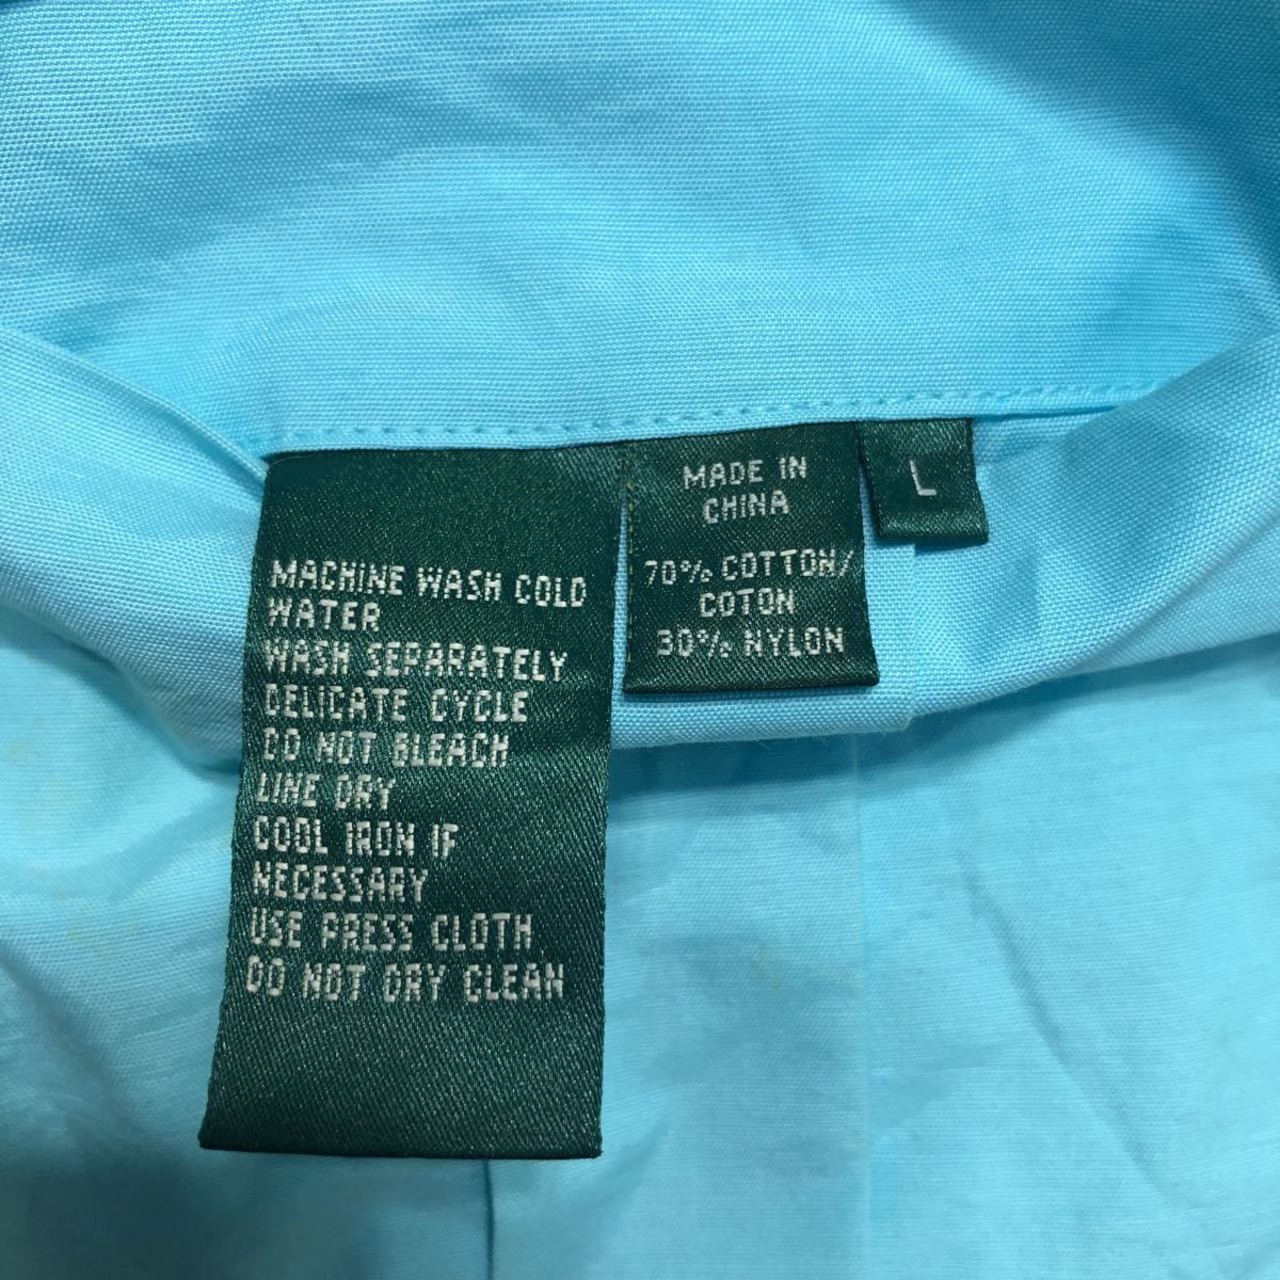 MACHINE WASH COLD
WATER
WASH SEPARATELY
DELICATE CYCLE
DO NOT BLEACH
LINE DRY
COOL IRON IF
NECESSARY
USE PRESS CLOTH
DO NOT DRY CLEAN
MADE IN
CHINA
70% COTTON/
COTON
30% NYLON
L